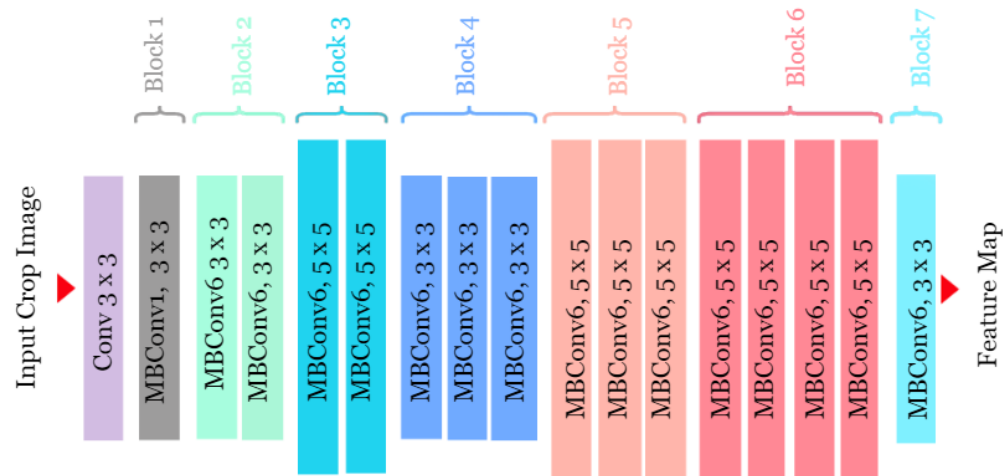 Block 1
Block 2
Block 3
Block 4
Block 5
Block 6
Block 7
Input Crop Image
Conv 3 x 3
MBConv1, 3 x 3
MBConv6 3 x 3
MBConv6, 3 x 3
MBConv6, 5 x 5
MBConv6, 5 x 5
MBConv6, 3 x 3
MBConv6, 3 x 3
MBConv6, 3 x 3
MBConv6, 5 x 5
MBConv6, 5 x 5
MBConv6, 5 x 5
MBConv6, 5 x 5
MBConv6, 5 x 5
MBConv6, 5 x 5
MBConv6, 5 x 5
MBConv6, 3 x 3
Feature Map